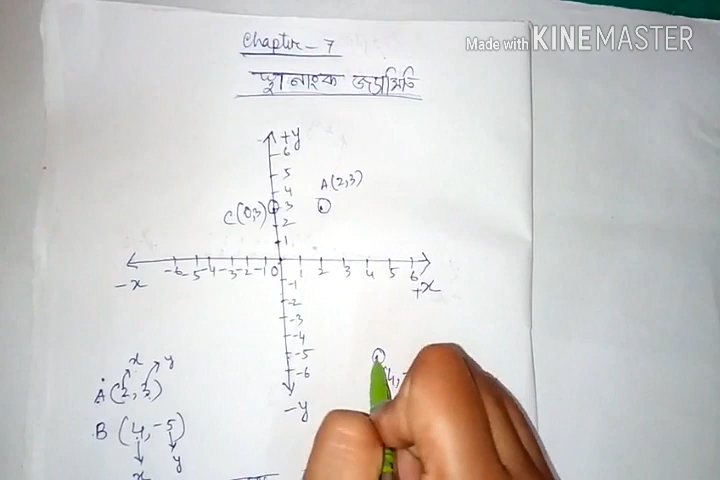 Made with KINEMASTER
Chapter - 7
স্থানাংক জ্যামিতি
+y
6
5
4
A(2,3)
C(0,3) 3
2
1
-6 -5 -4 -3 -2 -1 0 1 2 3 4 5 6
-x +x
-1
-2
-3
-4
-5
-6
-y
x y
A (2, 3)
B (4, -5)
x y
(4, -